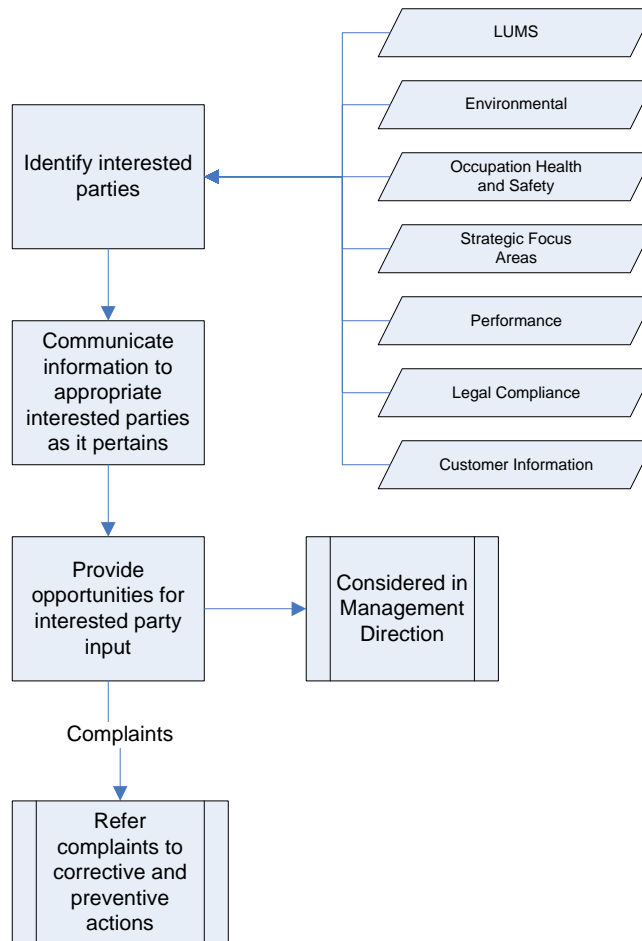 LUMS
Environmental
Identify interested
parties
Occupation Health
and Safety
Strategic Focus
Areas
Communicate
information to
appropriate
interested parties
as it pertains
Performance
Legal Compliance
Customer Information
Provide
opportunities for
interested party
input
Considered in
Management
Direction
Complaints
Refer
complaints to
corrective and
preventive
actions